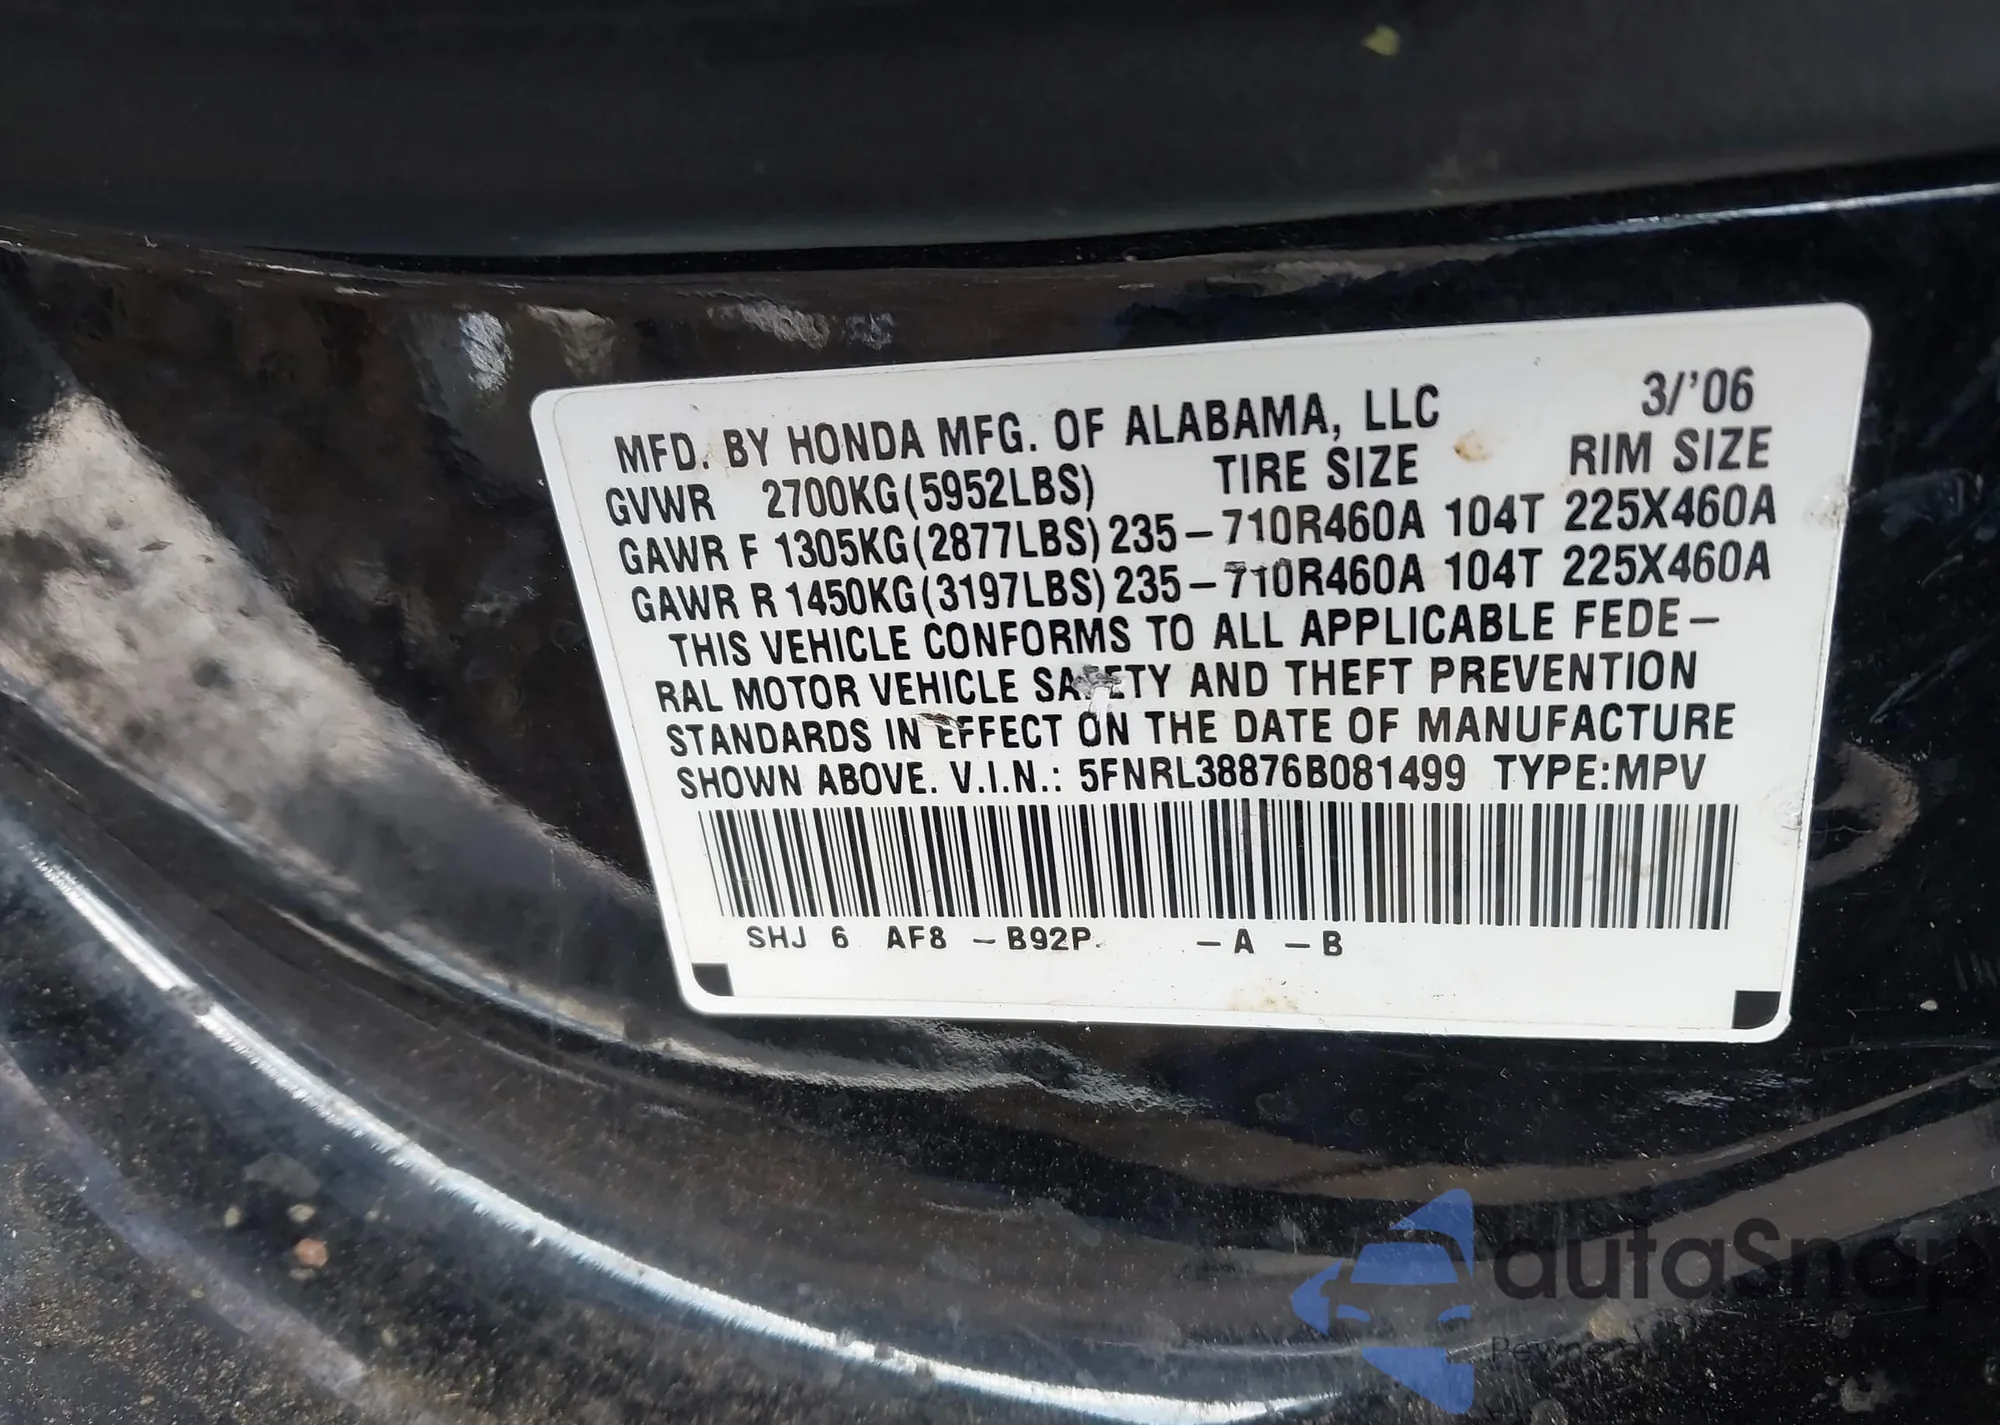 MFD. BY HONDA MFG. OF ALABAMA, LLC 3/'06
GVWR 2700KG(5952LBS) TIRE SIZE RIM SIZE
GAWR F 1305KG(2877LBS) 235-710R460A 104T 225X460A
GAWR R 1450KG(3197LBS) 235-710R460A 104T 225X460A
THIS VEHICLE CONFORMS TO ALL APPLICABLE FEDE-
RAL MOTOR VEHICLE SAFETY AND THEFT PREVENTION
STANDARDS IN EFFECT ON THE DATE OF MANUFACTURE
SHOWN ABOVE. V.I.N.: 5FNRL38876B081499 TYPE:MPV
SHJ 6 AF8 -B92P -A -B
autaSnap
Pewne